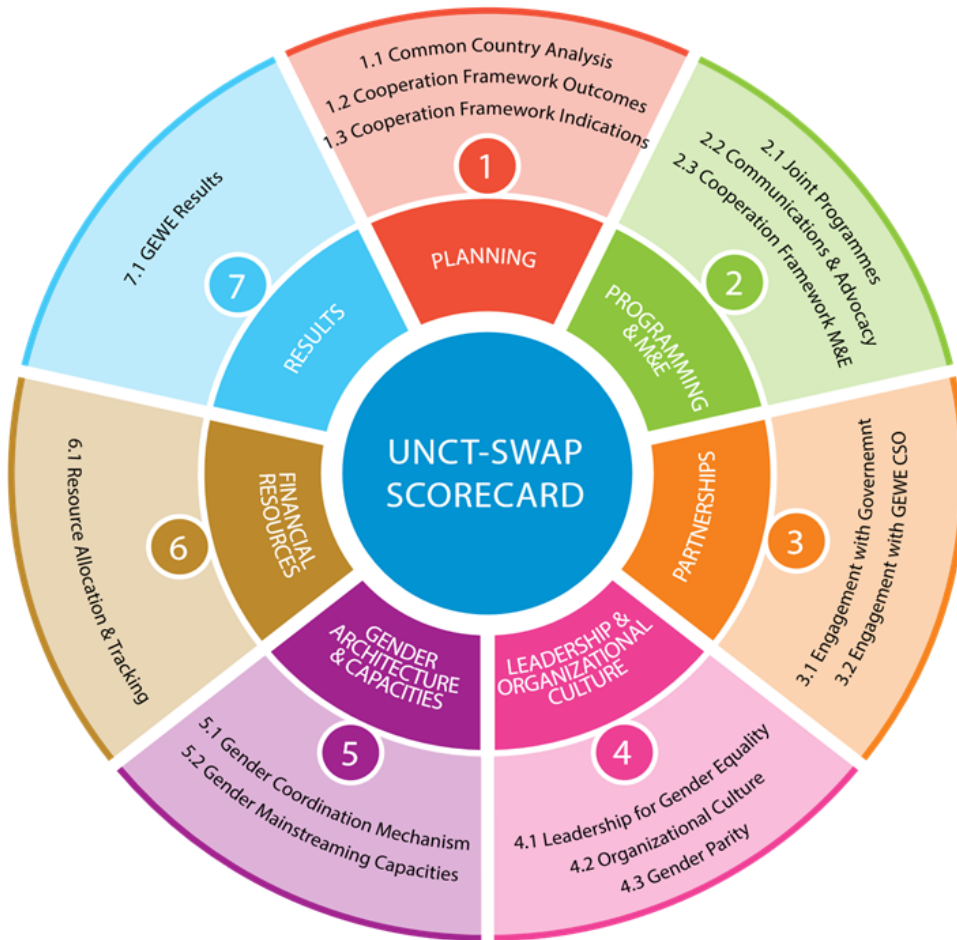 UNCT-SWAP
SCORECARD
1
PLANNING
1.1 Common Country Analysis
1.2 Cooperation Framework Outcomes
1.3 Cooperation Framework Indications
2
PROGRAMMING
& M&E
2.1 Joint Programmes
2.2 Communications & Advocacy
2.3 Cooperation Framework M&E
3
PARTNERSHIPS
3.1 Engagement with Governemnt
3.2 Engagement with GEWE CSO
4
LEADERSHIP &
ORGANIZATIONAL
CULTURE
4.1 Leadership for Gender Equality
4.2 Organizational Culture
4.3 Gender Parity
5
GENDER
ARCHITECTURE
& CAPACITIES
5.1 Gender Coordination Mechanism
5.2 Gender Mainstreaming Capacities
6
FINANCIAL
RESOURCES
6.1 Resource Allocation & Tracking
7
RESULTS
7.1 GEWE Results